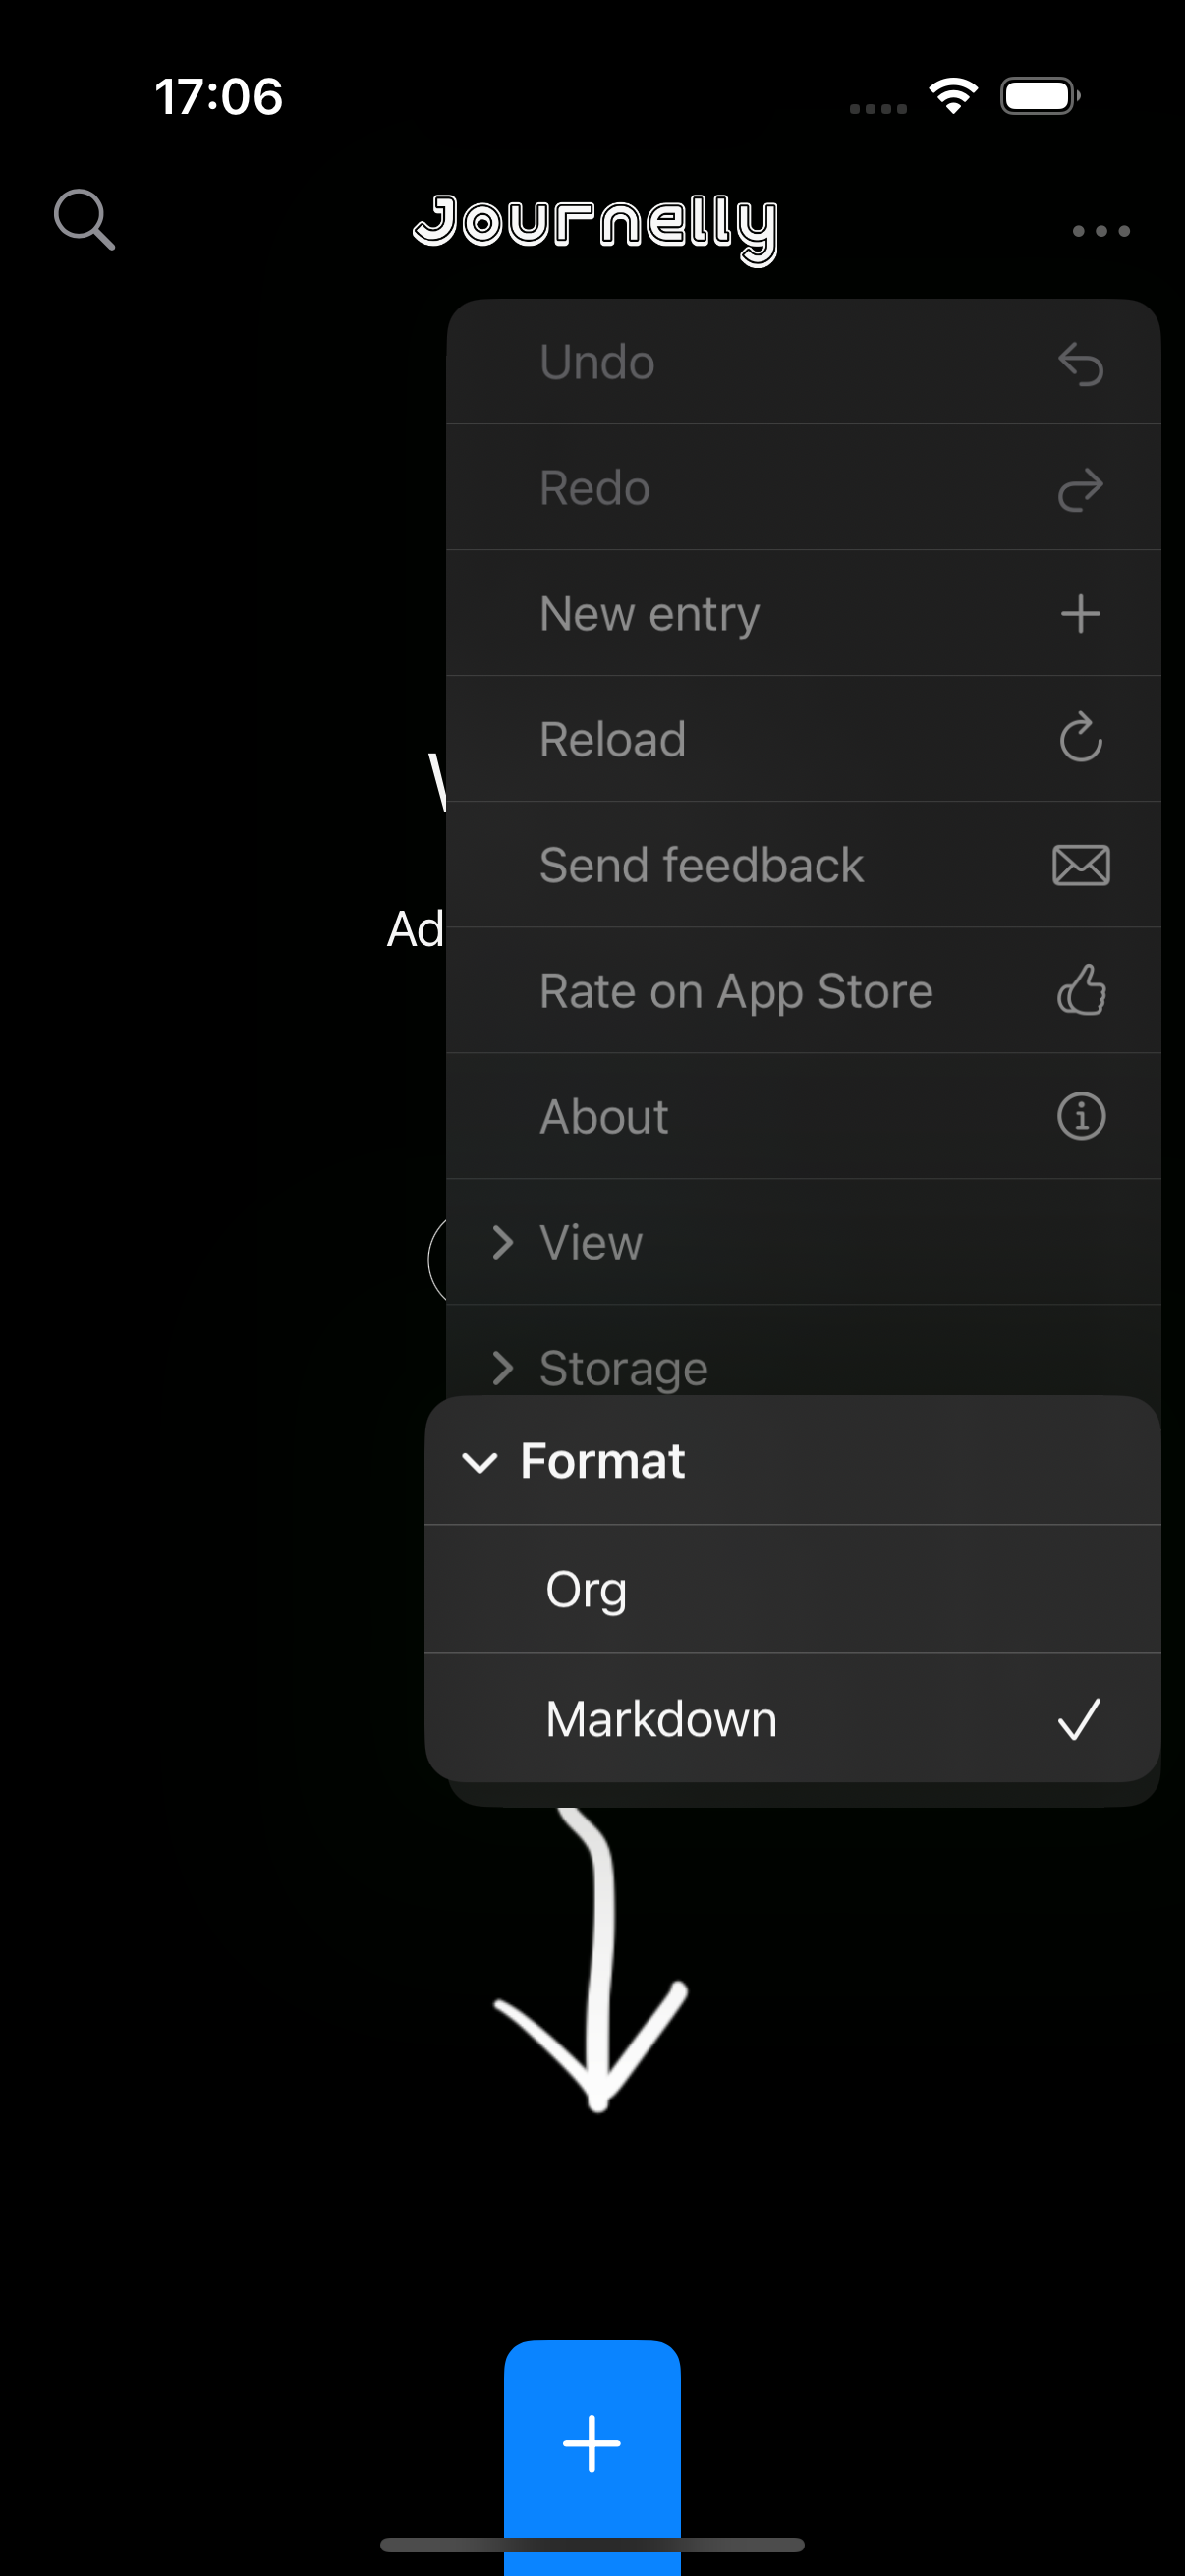 17:06
Journelly
Undo
Redo
New entry
Reload
Send feedback
Ad
Rate on App Store
About
View
Storage
Format
Org
Markdown